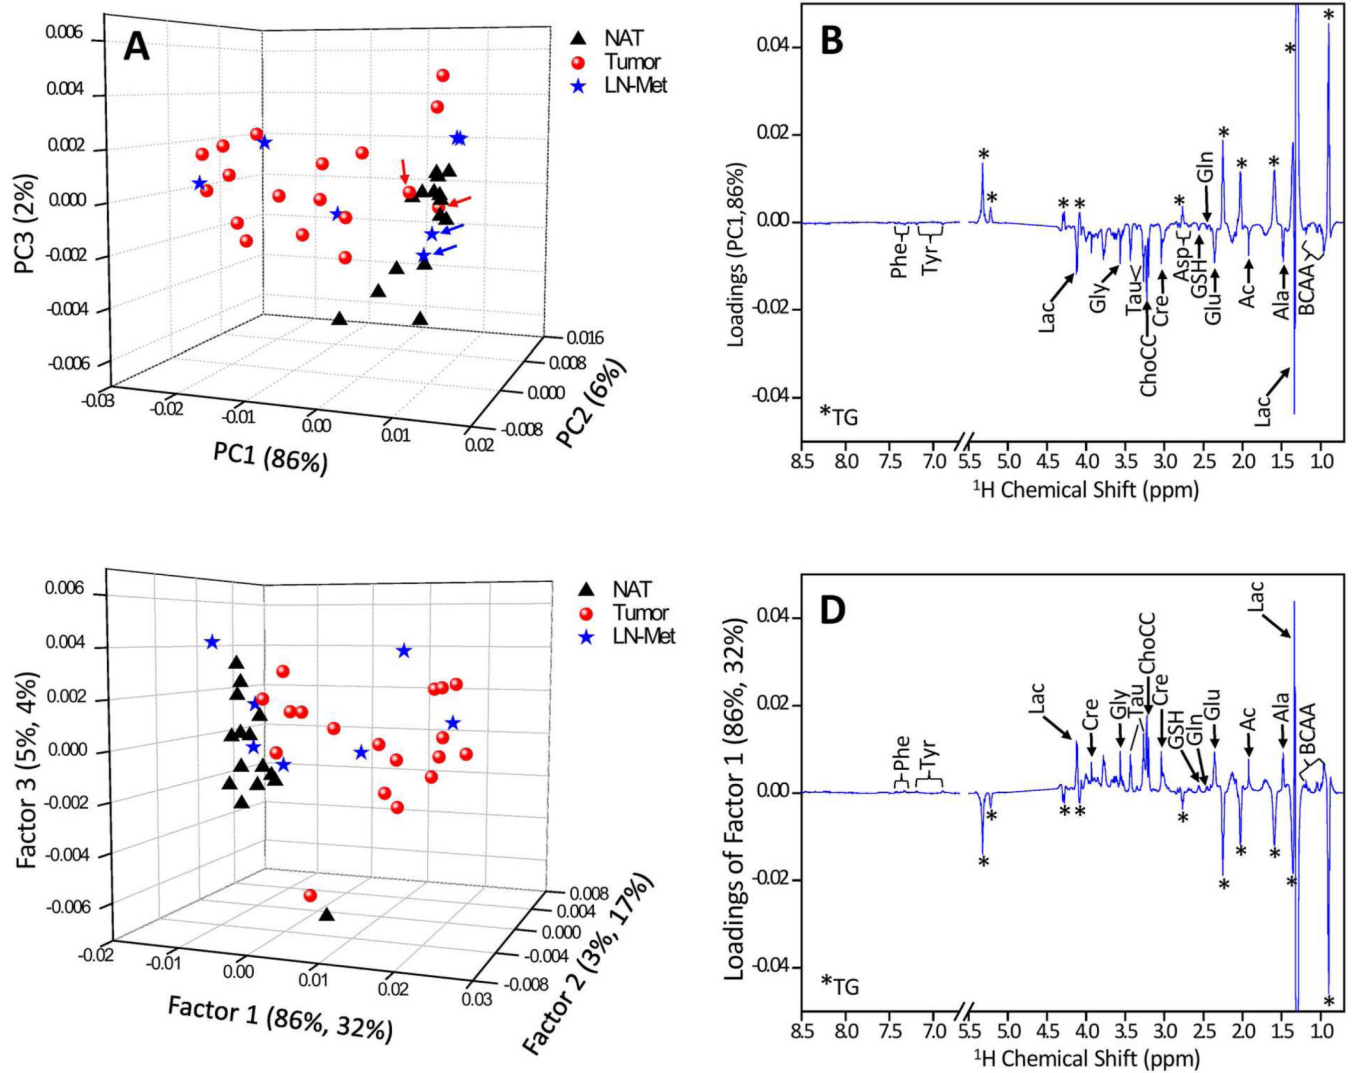 A
NAT
Tumor
LN-Met
0.006
0.004
0.002
0.000
-0.002
-0.004
-0.006
PC3 (2%)
-0.03
-0.02
-0.01
0.00
0.01
0.02
PC1 (86%)
0.016
0.008
0.000
-0.008
PC2 (6%)
B
0.04
0.02
0.00
-0.02
-0.04
Loadings (PC1,86%)
* * * * * * * * * * *
Phe
Tyr
Lac
Gly
Tau
ChoCC
Cre
Asp
GSH
Gln
Glu
Ac
Ala
Lac
BCAA
*TG
8.5 8.0 7.5 7.0 5.5 5.0 4.5 4.0 3.5 3.0 2.5 2.0 1.5 1.0
1H Chemical Shift (ppm)
NAT
Tumor
LN-Met
0.006
0.004
0.002
0.000
-0.002
-0.004
-0.006
Factor 3 (5%, 4%)
-0.02
-0.01
0.00
0.01
0.02
0.03
Factor 1 (86%, 32%)
0.008
0.004
0.000
-0.004
-0.008
Factor 2 (3%, 17%)
D
0.04
0.02
0.00
-0.02
-0.04
Loadings of Factor 1 (86%, 32%)
Phe
Tyr
Lac
Cre
Gly
Tau
ChoCC
Cre
GSH
Gln
Glu
Ac
Ala
Lac
BCAA
* * * * * * * * * * *
*TG
8.5 8.0 7.5 7.0 5.5 5.0 4.5 4.0 3.5 3.0 2.5 2.0 1.5 1.0
1H Chemical Shift (ppm)